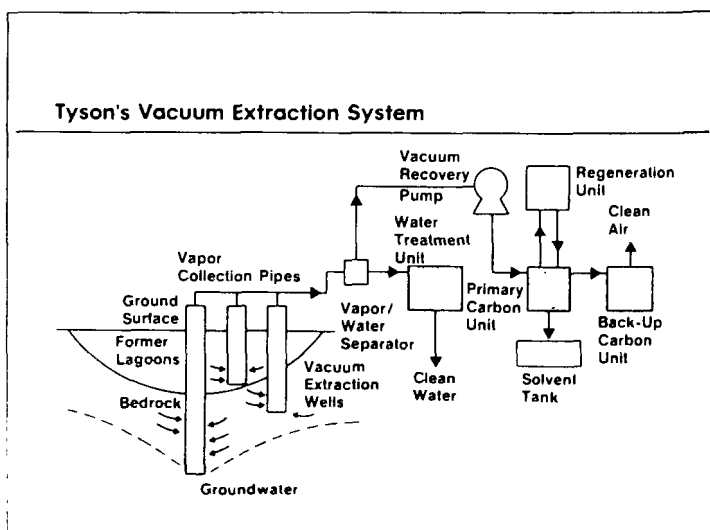 Tyson's Vacuum Extraction System
Vacuum
Recovery
Pump
Regeneration
Unit
Clean
Air
Water
Treatment
Unit
Vapor
Collection Pipes
Ground
Surface
Former
Lagoons
Vapor/
Water
Separator
Primary
Carbon
Unit
Back-Up
Carbon
Unit
Bedrock
Vacuum
Extraction
Wells
Clean
Water
Solvent
Tank
Groundwater